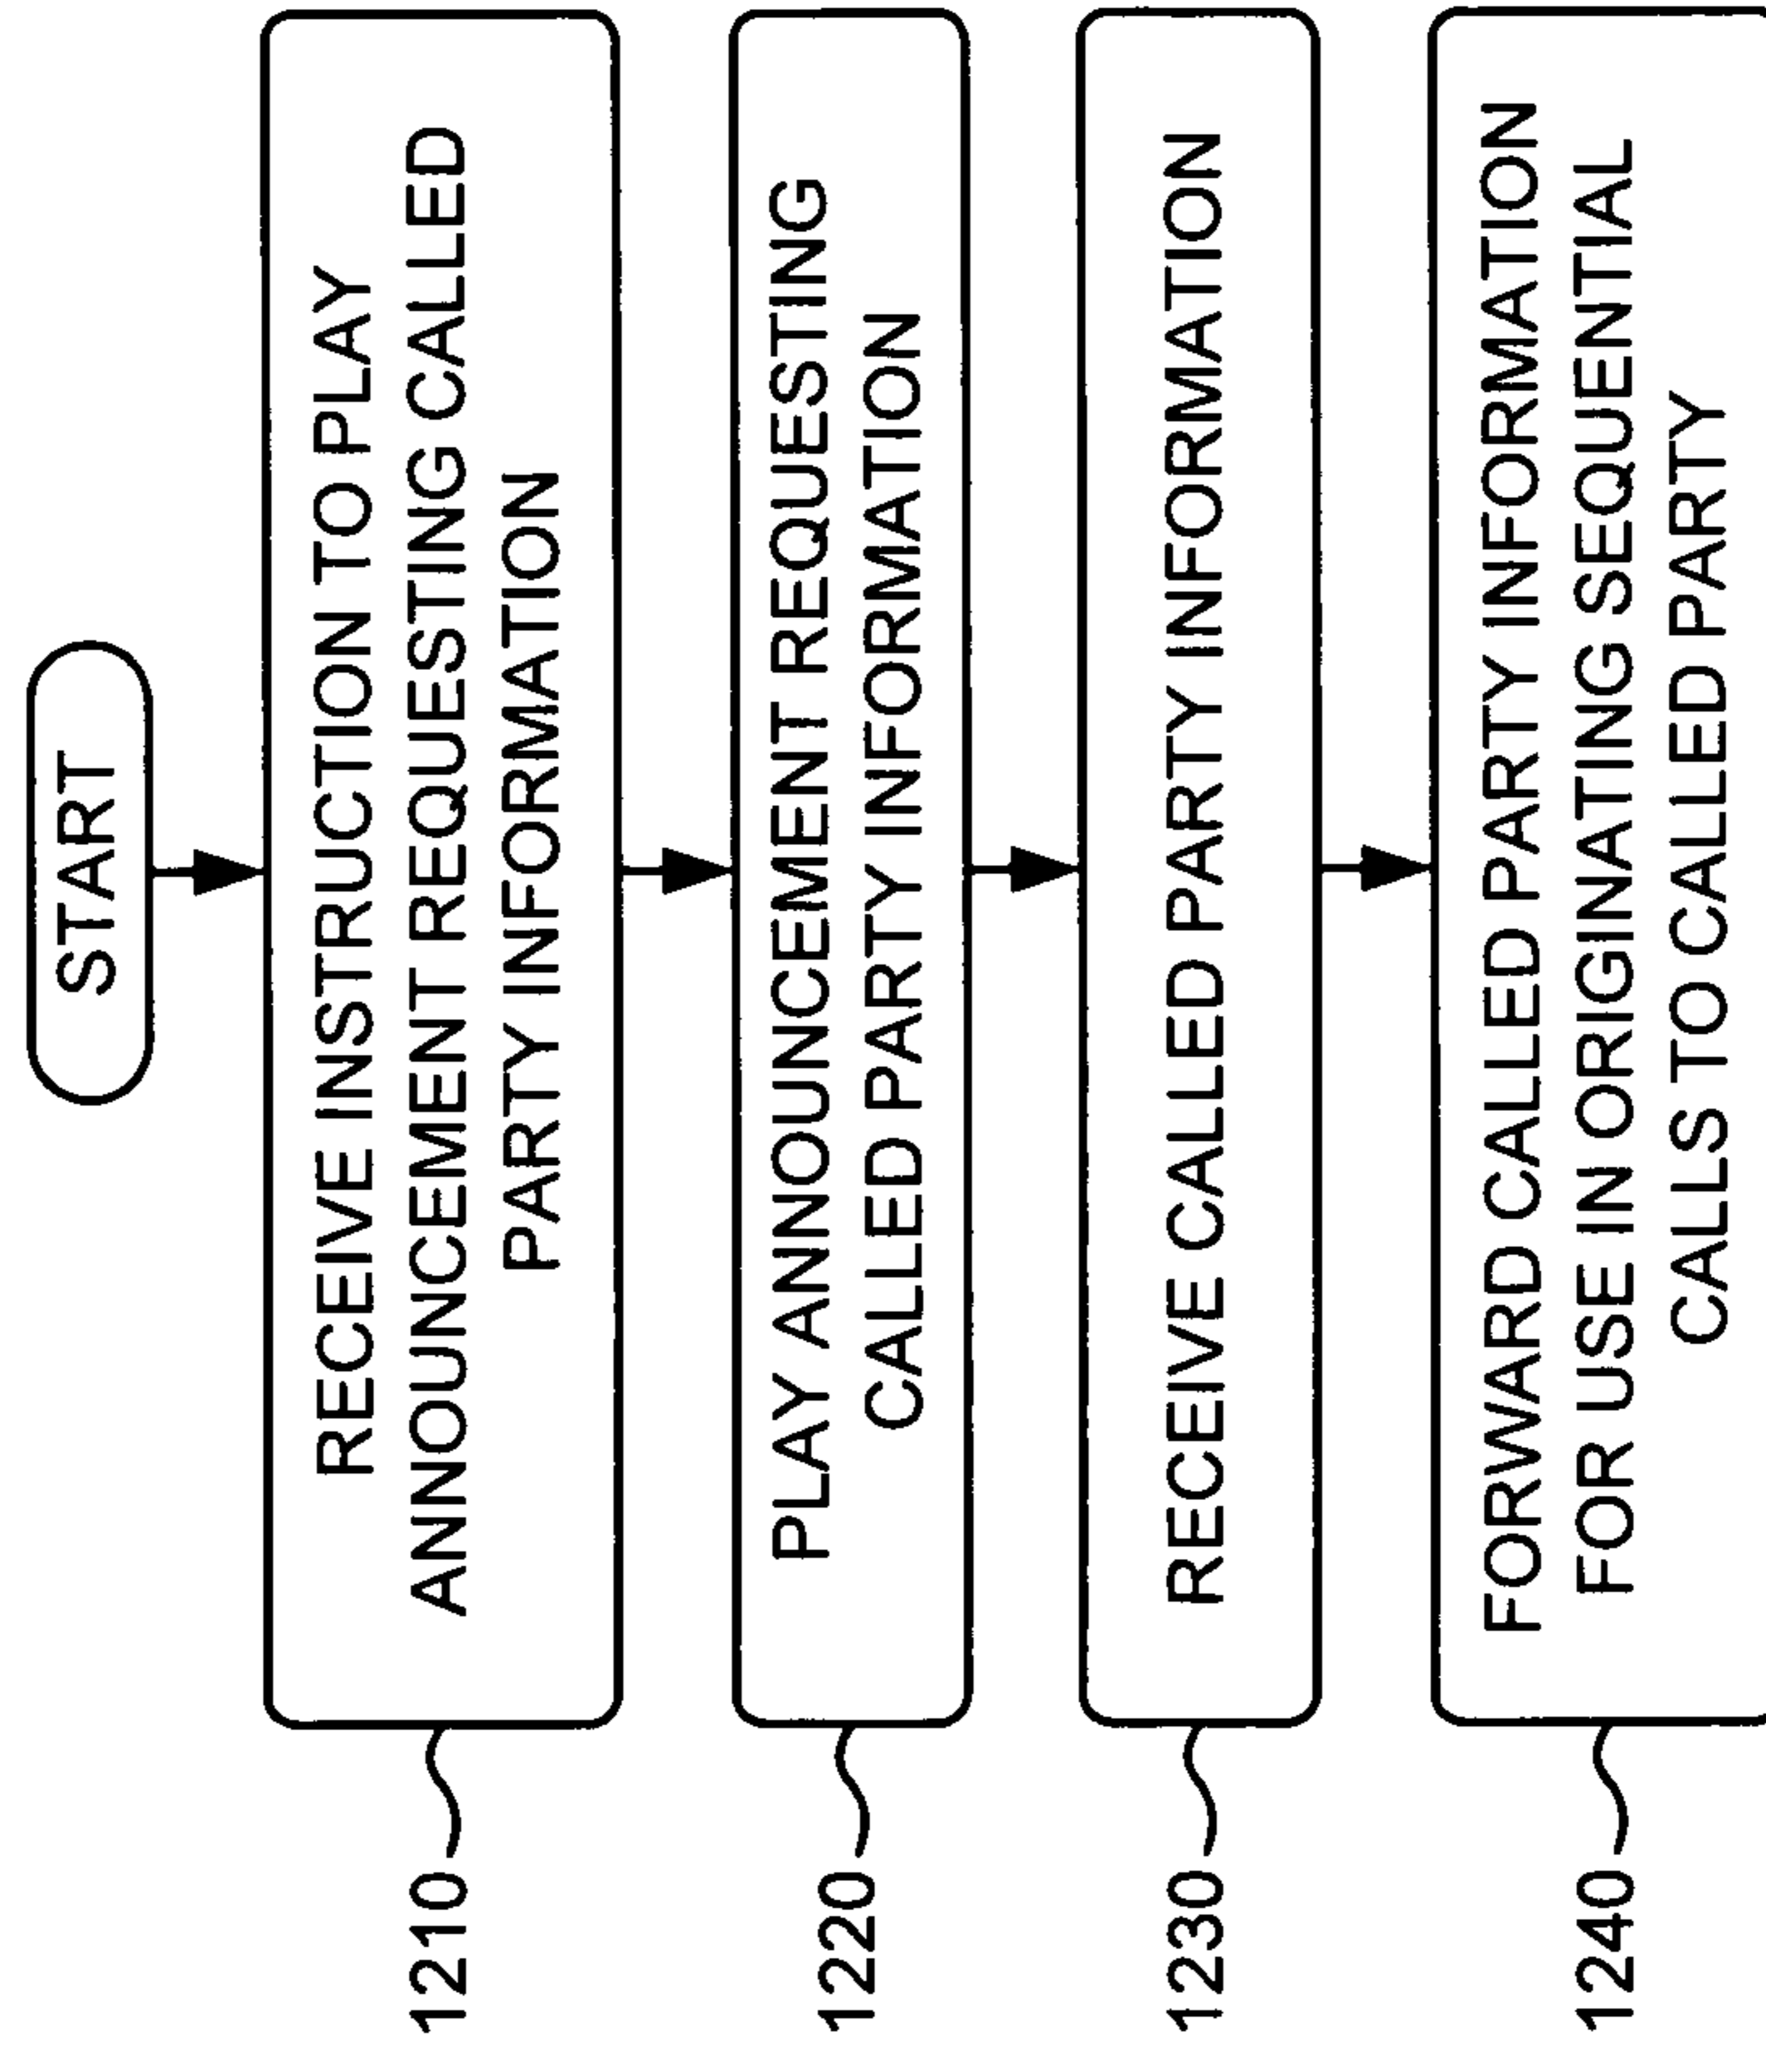 START
1210
RECEIVE INSTRUCTION TO PLAY
ANNOUNCEMENT REQUESTING CALLED
PARTY INFORMATION
1220
PLAY ANNOUNCEMENT REQUESTING
CALLED PARTY INFORMATION
1230
RECEIVE CALLED PARTY INFORMATION
1240
FORWARD CALLED PARTY INFORMATION
FOR USE IN ORIGINATING SEQUENTIAL
CALLS TO CALLED PARTY